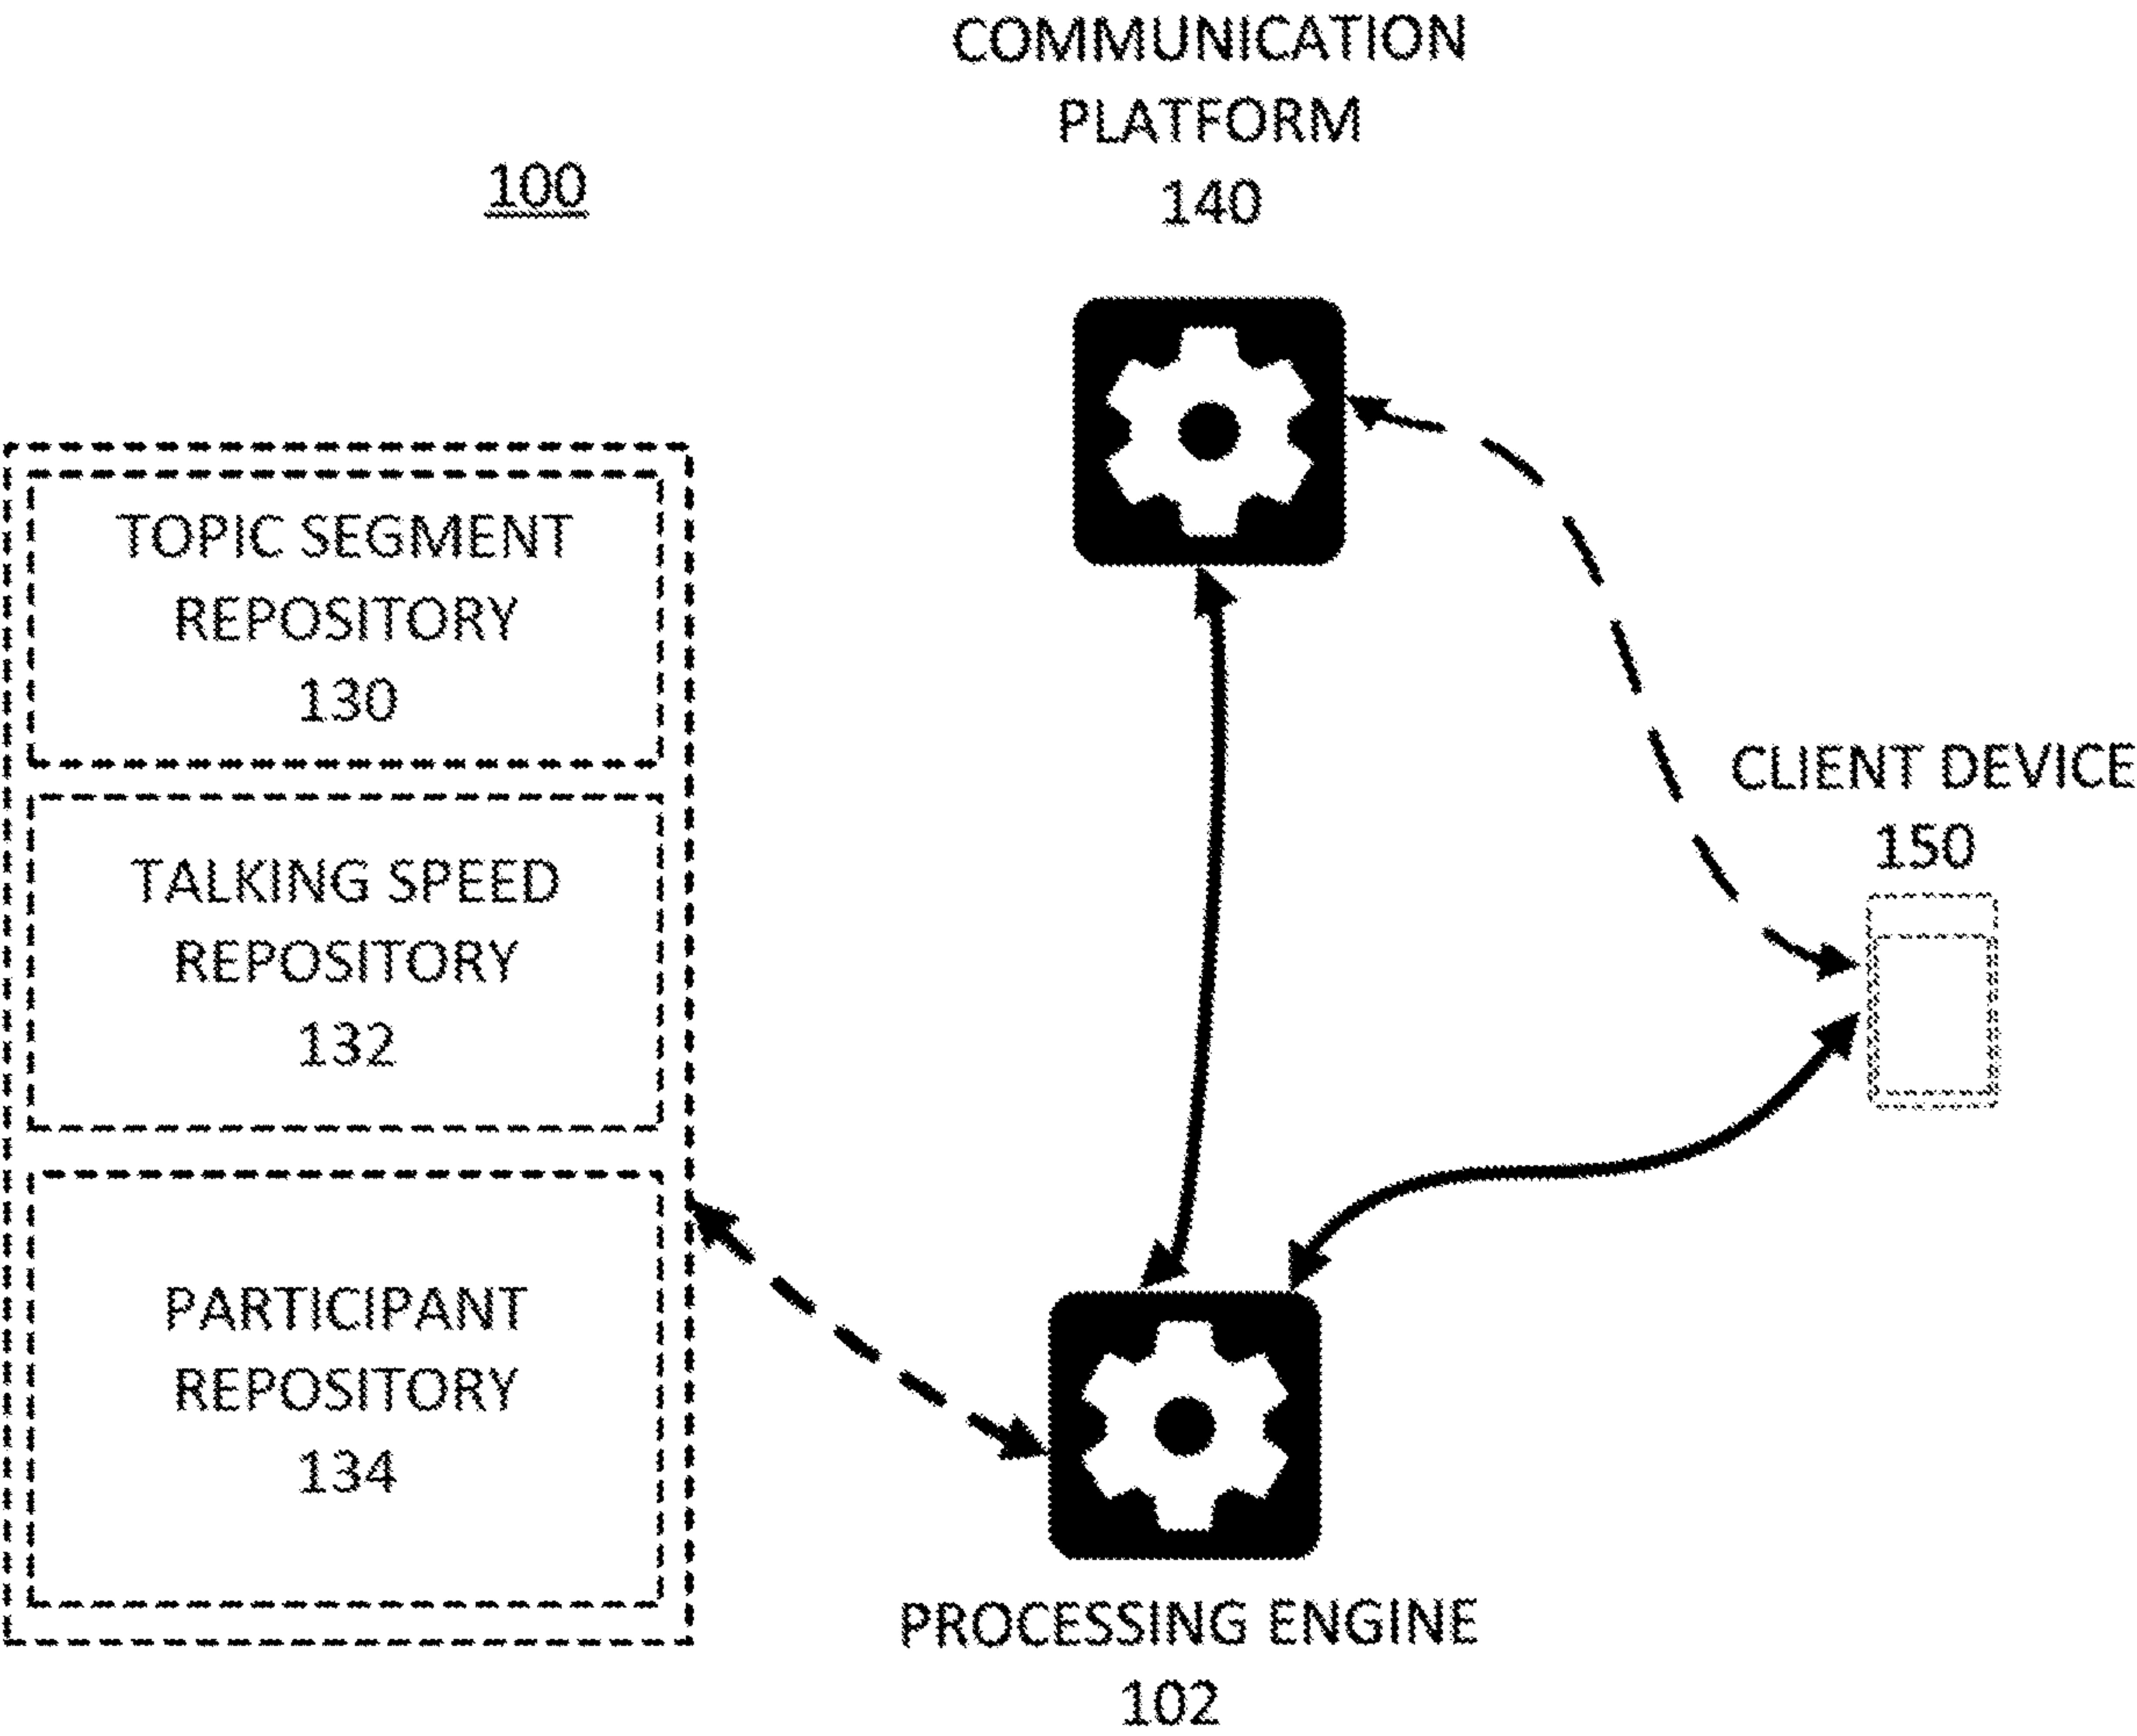 COMMUNICATION
PLATFORM
140
100
TOPIC SEGMENT
REPOSITORY
130
TALKING SPEED
REPOSITORY
132
PARTICIPANT
REPOSITORY
134
CLIENT DEVICE
150
PROCESSING ENGINE
102